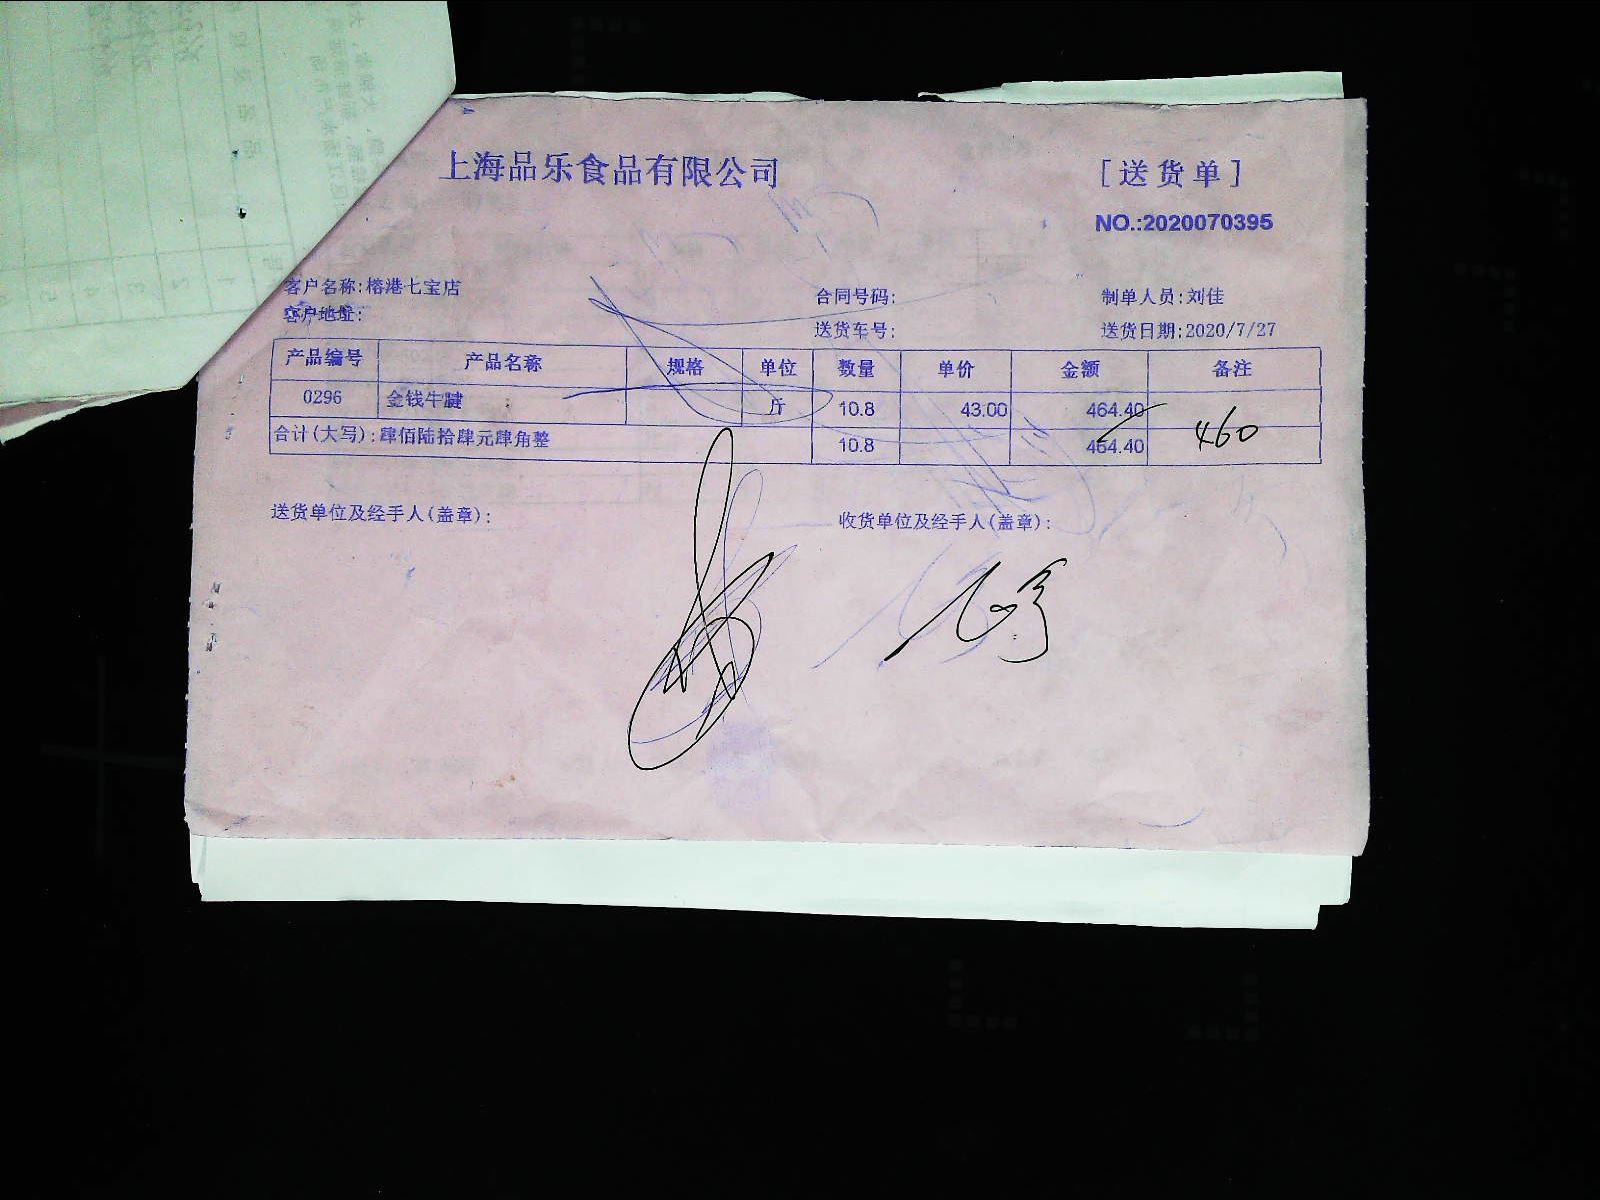 上海品乐食品有限公司
[送货单]
NO.:2020070395
客户名称:榕港七宝店
合同号码:
制单人员:刘佳
客户地址:
送货车号:
送货日期:2020/7/27
产品编号 产品名称 规格 单位 数量 单价 金额 备注
0296 金钱牛腱 斤 10.8 43.00 464.40
合计(大写):肆佰陆拾肆元肆角整 10.8 464.40 460
送货单位及经手人(盖章):
收货单位及经手人(盖章):